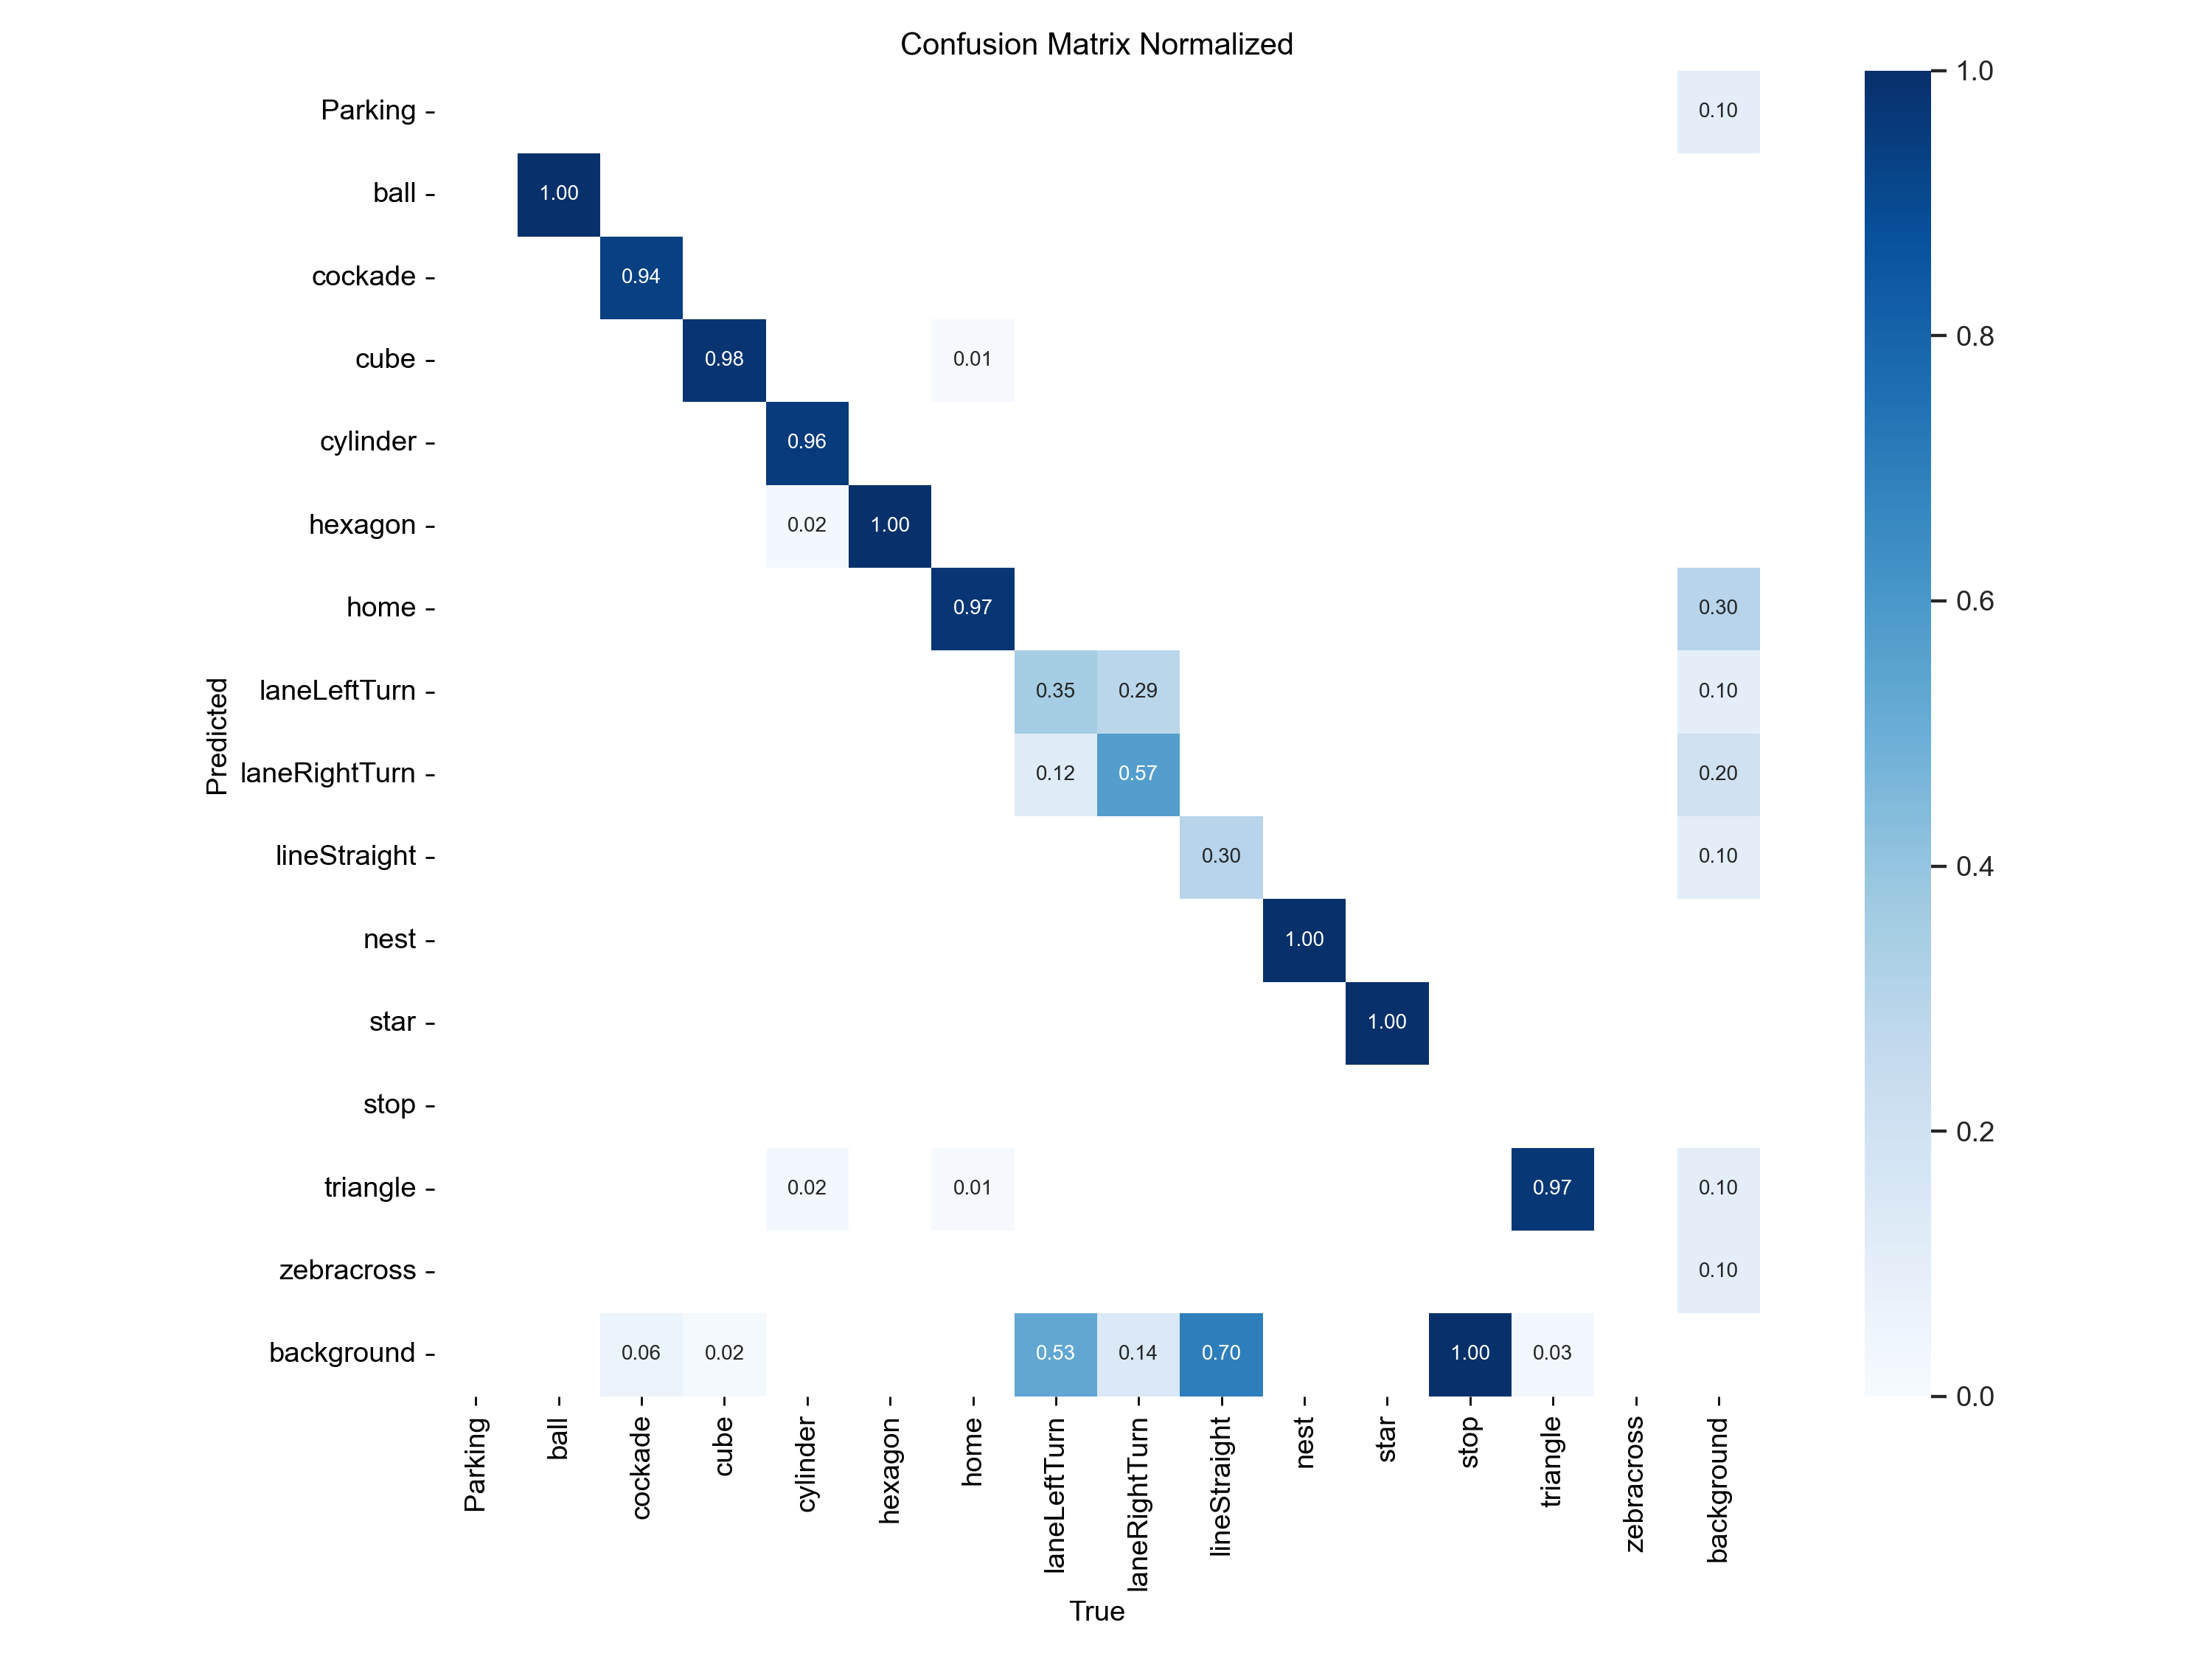 Confusion Matrix Normalized
Parking 0.10
ball 1.00
cockade 0.94
cube 0.98 0.01
cylinder 0.96
hexagon 0.02 1.00
home 0.97 0.30
laneLeftTurn 0.35 0.29 0.10
laneRightTurn 0.12 0.57 0.20
lineStraight 0.30 0.10
nest 1.00
star 1.00
stop
triangle 0.02 0.01 0.97 0.10
zebracross 0.10
background 0.06 0.02 0.53 0.14 0.70 1.00 0.03
Predicted
Parking ball cockade cube cylinder hexagon home laneLeftTurn laneRightTurn lineStraight nest star stop triangle zebracross background
True
1.0
0.8
0.6
0.4
0.2
0.0